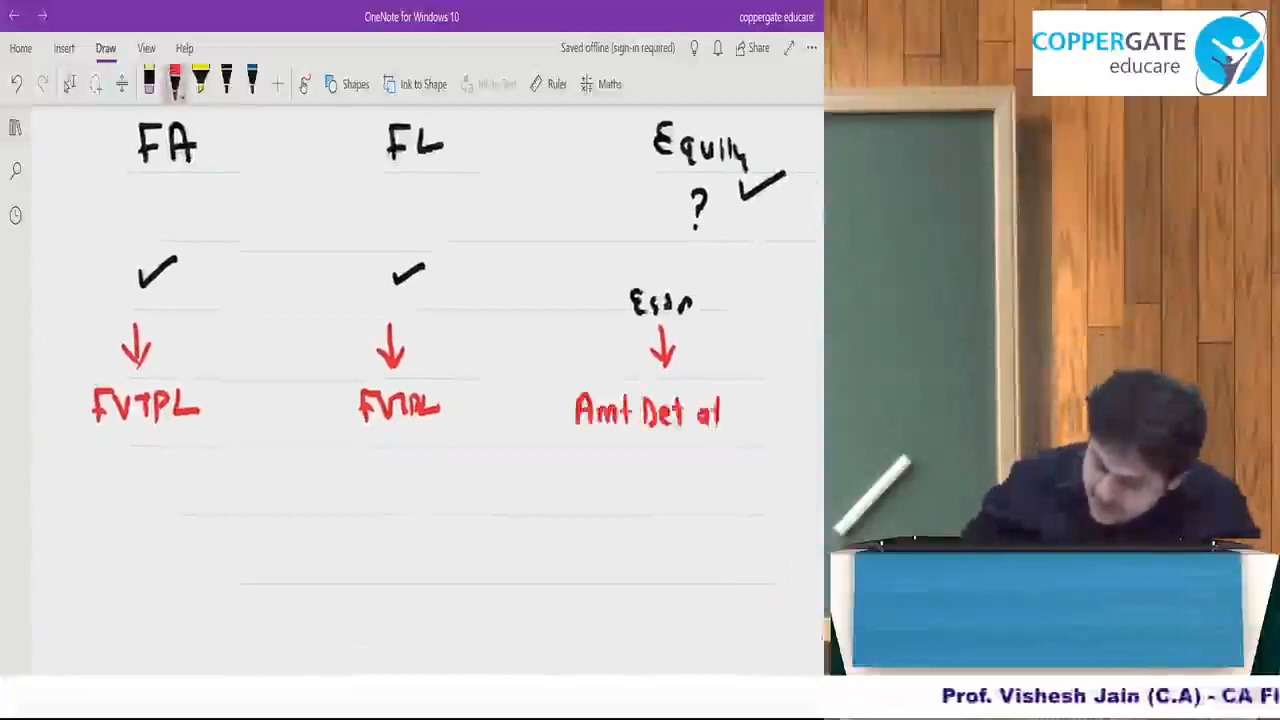 OneNote for Windows 10
coppergate educare
Home Insert Draw View Help
Saved offline (sign-in required)
Share
Shapes
Ink to Shape
Ink to Text
Ruler
Maths
COPPERGATE
educare
FA FL Equity
?
FVTPL FVTPL Amt Det at
Prof. Vishesh Jain (C.A) - CA FI